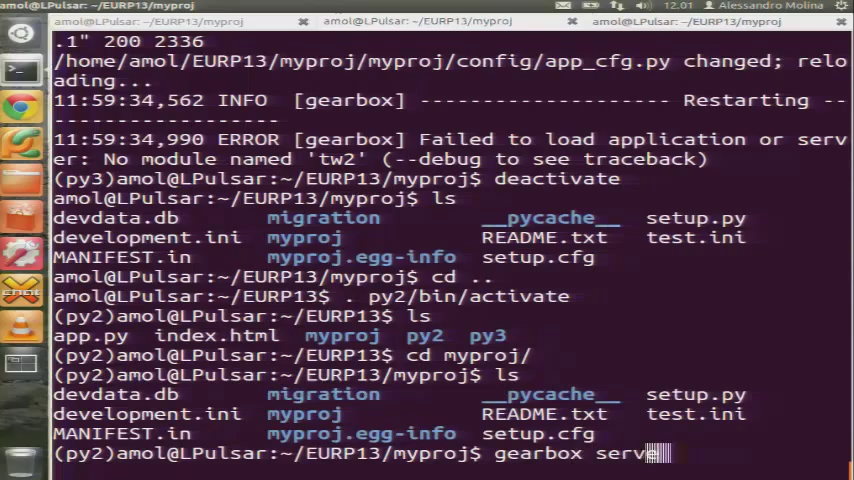 amol@LPulsar: ~/EURP13/myproj
12.01 Alessandro Molina
amol@LPulsar: ~/EURP13/myproj amol@LPulsar: ~/EURP13/myproj amol@LPulsar: ~/EURP13/myproj
.1" 200 2336
/home/amol/EURP13/myproj/myproj/config/app_cfg.py changed; relo
ading...
11:59:34,562 INFO  [gearbox] -------------------- Restarting --
--------------------
11:59:34,990 ERROR [gearbox] Failed to load application or serv
er: No module named 'tw2' (--debug to see traceback)
(py3)amol@LPulsar:~/EURP13/myproj$ deactivate
amol@LPulsar:~/EURP13/myproj$ ls
devdata.db migration __pycache__ setup.py
development.ini myproj README.txt test.ini
MANIFEST.in myproj.egg-info setup.cfg
amol@LPulsar:~/EURP13/myproj$ cd ..
amol@LPulsar:~/EURP13$ . py2/bin/activate
(py2)amol@LPulsar:~/EURP13$ ls
app.py index.html myproj py2 py3
(py2)amol@LPulsar:~/EURP13$ cd myproj/
(py2)amol@LPulsar:~/EURP13/myproj$ ls
devdata.db migration __pycache__ setup.py
development.ini myproj README.txt test.ini
MANIFEST.in myproj.egg-info setup.cfg
(py2)amol@LPulsar:~/EURP13/myproj$ gearbox serve